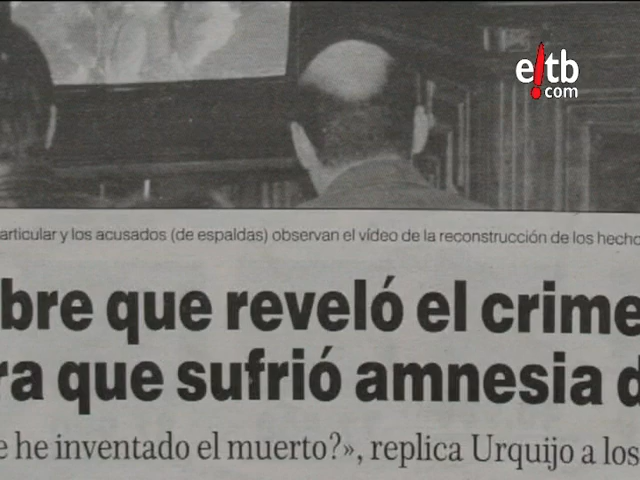 e!tb
.com
articular y los acusados (de espaldas) observan el vídeo de la reconstrucción de los hecho
bre que reveló el crime
ra que sufrió amnesia d
e he inventado el muerto?», replica Urquijo a los